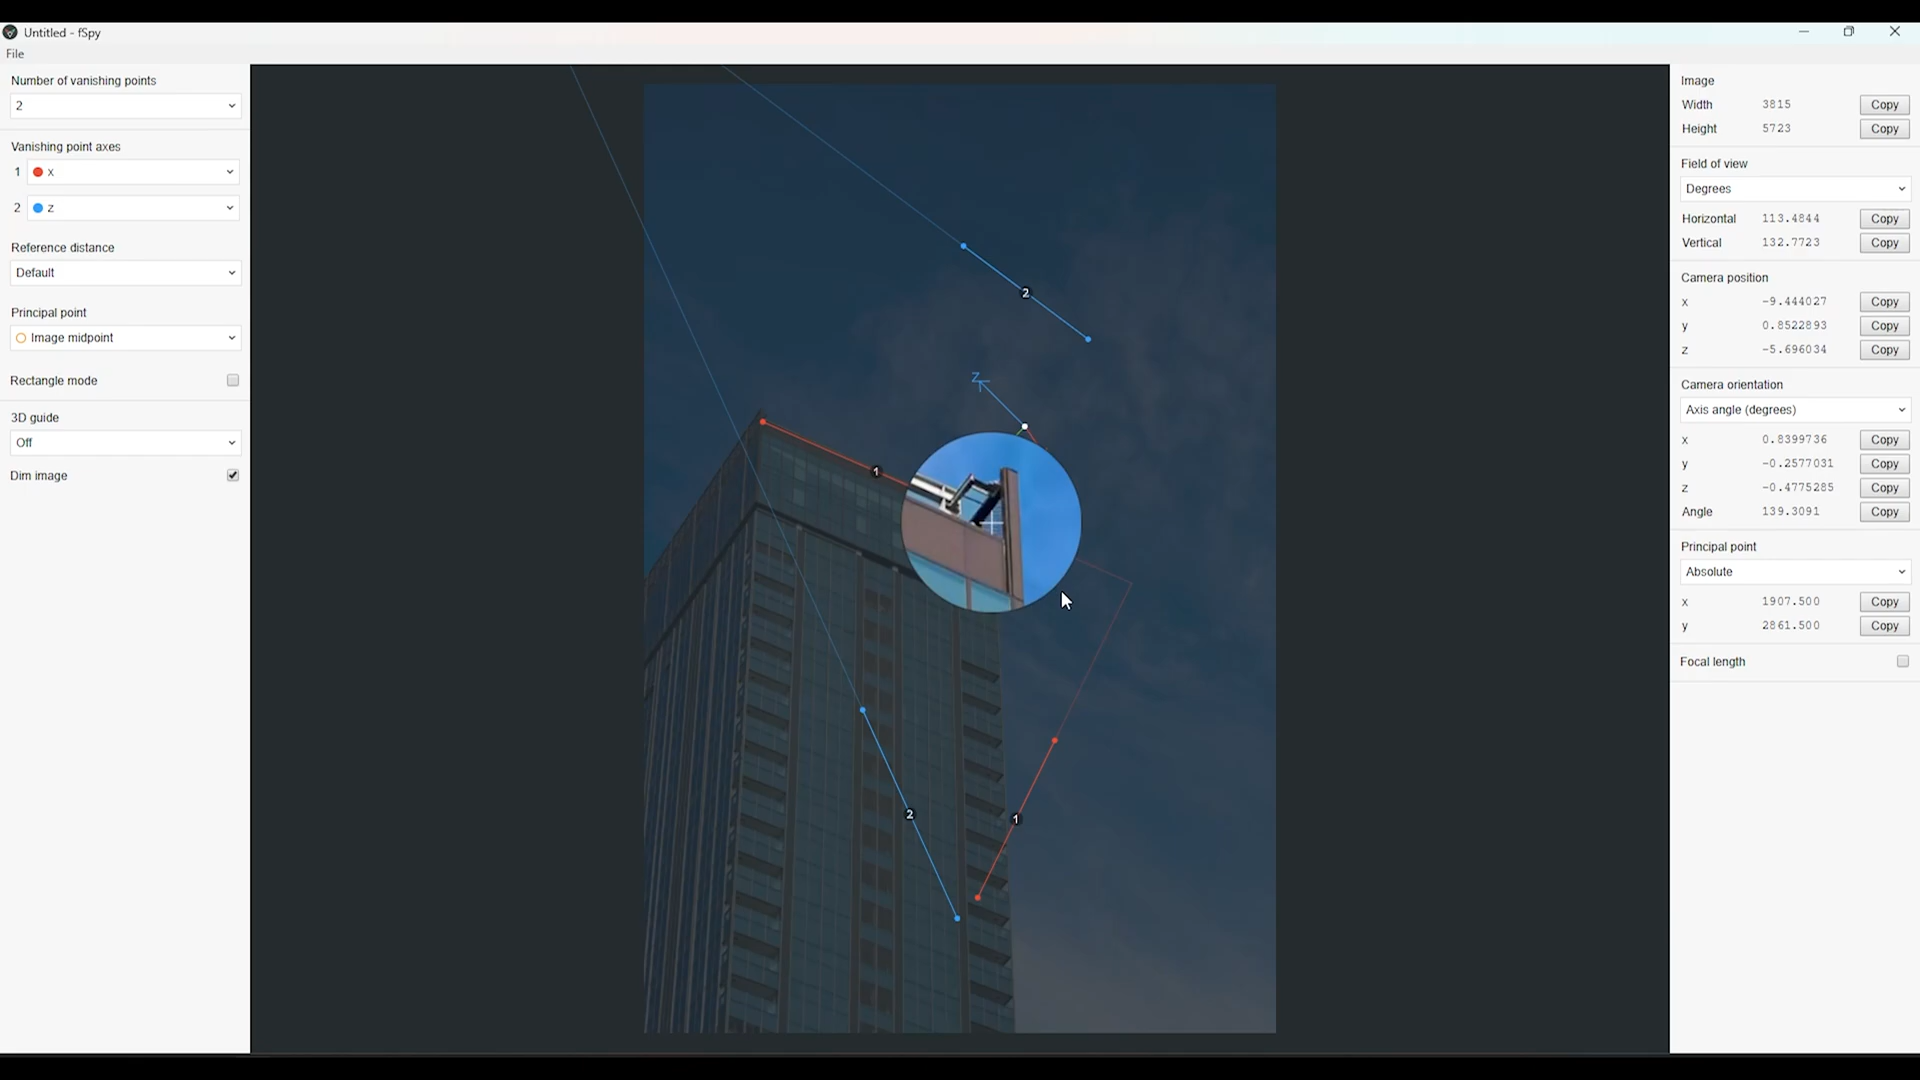 Untitled - fSpy
File
Number of vanishing points
2
Vanishing point axes
1 x
2 z
Reference distance
Default
Principal point
Image midpoint
Rectangle mode
3D guide
Off
Dim image
2
z
1
2
1
Image
Width 3815 Copy
Height 5723 Copy
Field of view
Degrees
Horizontal 113.4844 Copy
Vertical 132.7723 Copy
Camera position
x -9.444027 Copy
y 0.8522893 Copy
z -5.696034 Copy
Camera orientation
Axis angle (degrees)
x 0.8399736 Copy
y -0.2577031 Copy
z -0.4775285 Copy
Angle 139.3091 Copy
Principal point
Absolute
x 1907.500 Copy
y 2861.500 Copy
Focal length